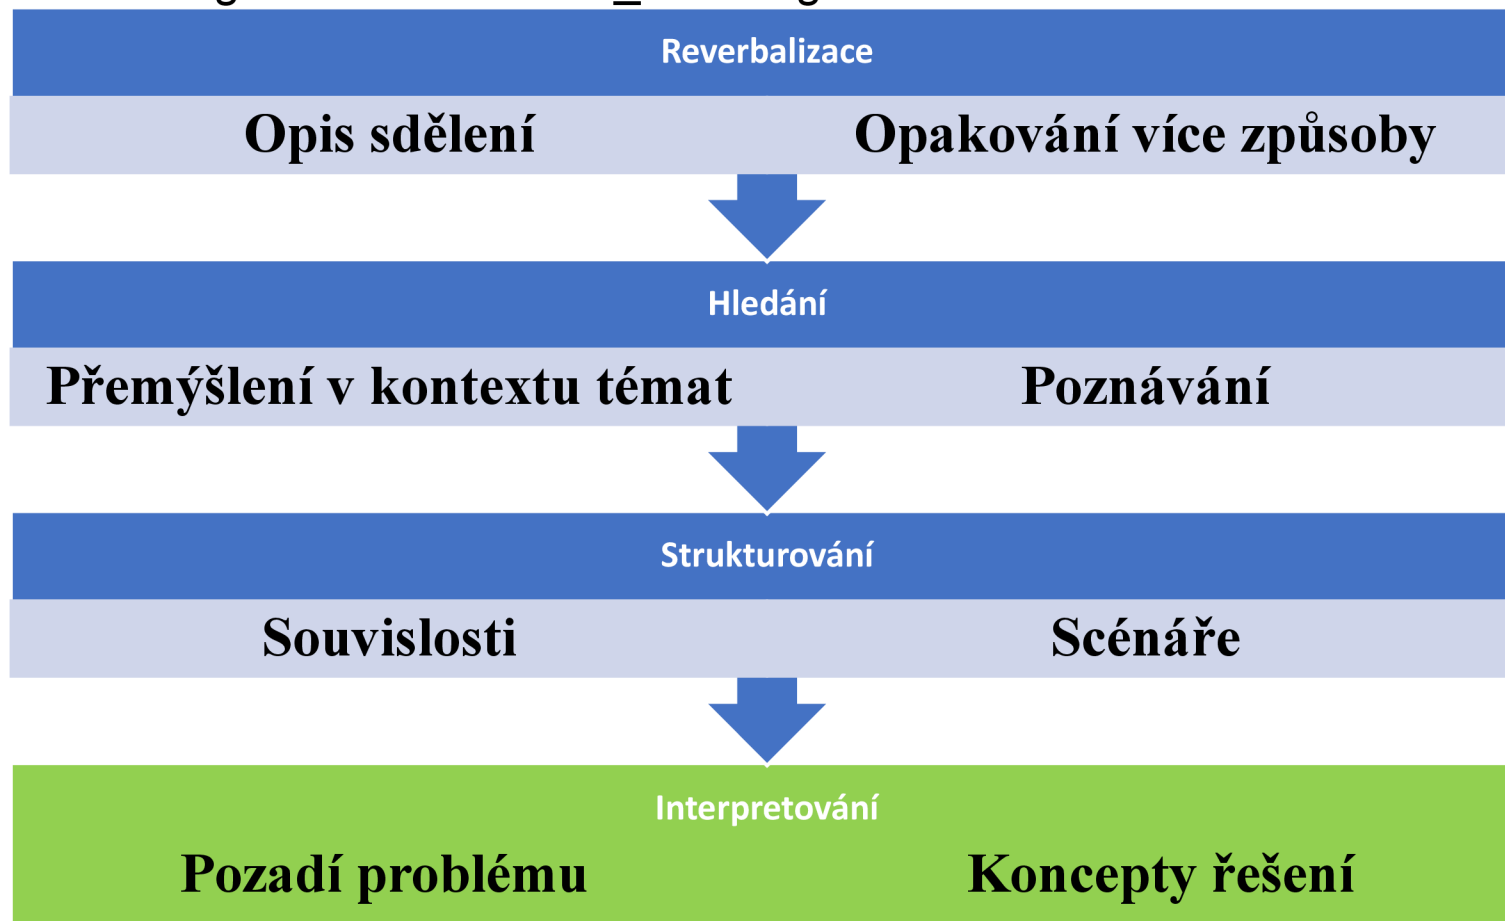 Reverbalizace
Opis sdělení Opakování více způsoby
Hledání
Přemýšlení v kontextu témat Poznávání
Strukturování
Souvislosti Scénáře
Interpretování
Pozadí problému Koncepty řešení